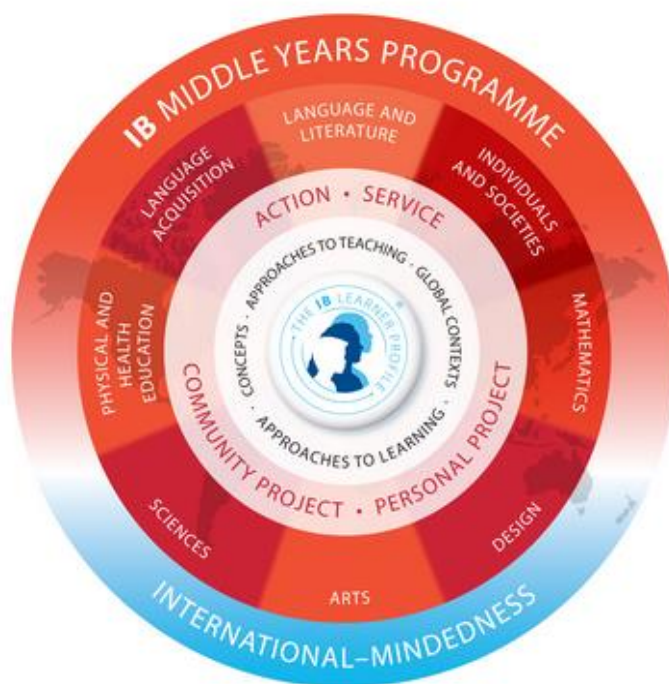 IB MIDDLE YEARS PROGRAMME
LANGUAGE AND
LITERATURE
INDIVIDUALS
AND SOCIETIES
MATHEMATICS
DESIGN
ARTS
SCIENCES
PHYSICAL AND
HEALTH
EDUCATION
LANGUAGE
ACQUISITION
ACTION • SERVICE
PERSONAL PROJECT
COMMUNITY PROJECT •
APPROACHES TO TEACHING · GLOBAL CONTEXTS ·
APPROACHES TO LEARNING · CONCEPTS ·
THE IB LEARNER PROFILE ®
INTERNATIONAL–MINDEDNESS